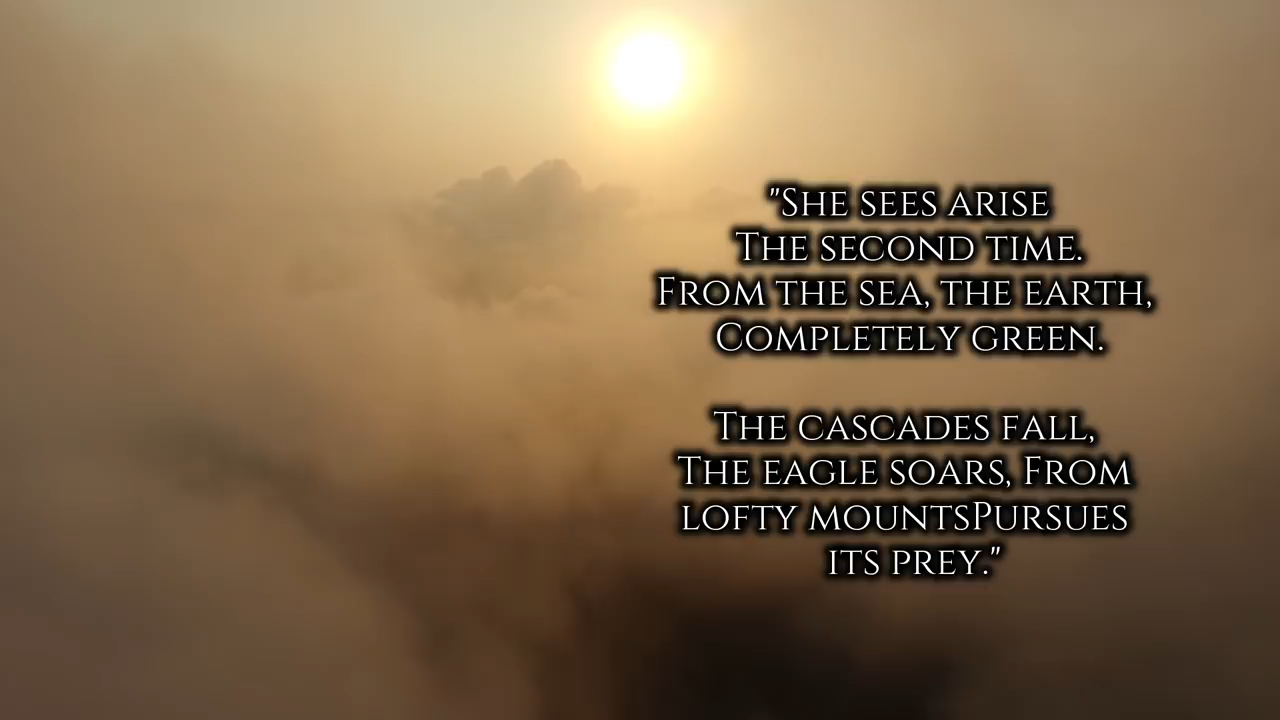 "She sees arise
The second time.
From the sea, the earth,
Completely green.
The cascades fall,
The eagle soars, From
lofty mountsPursues
its prey."